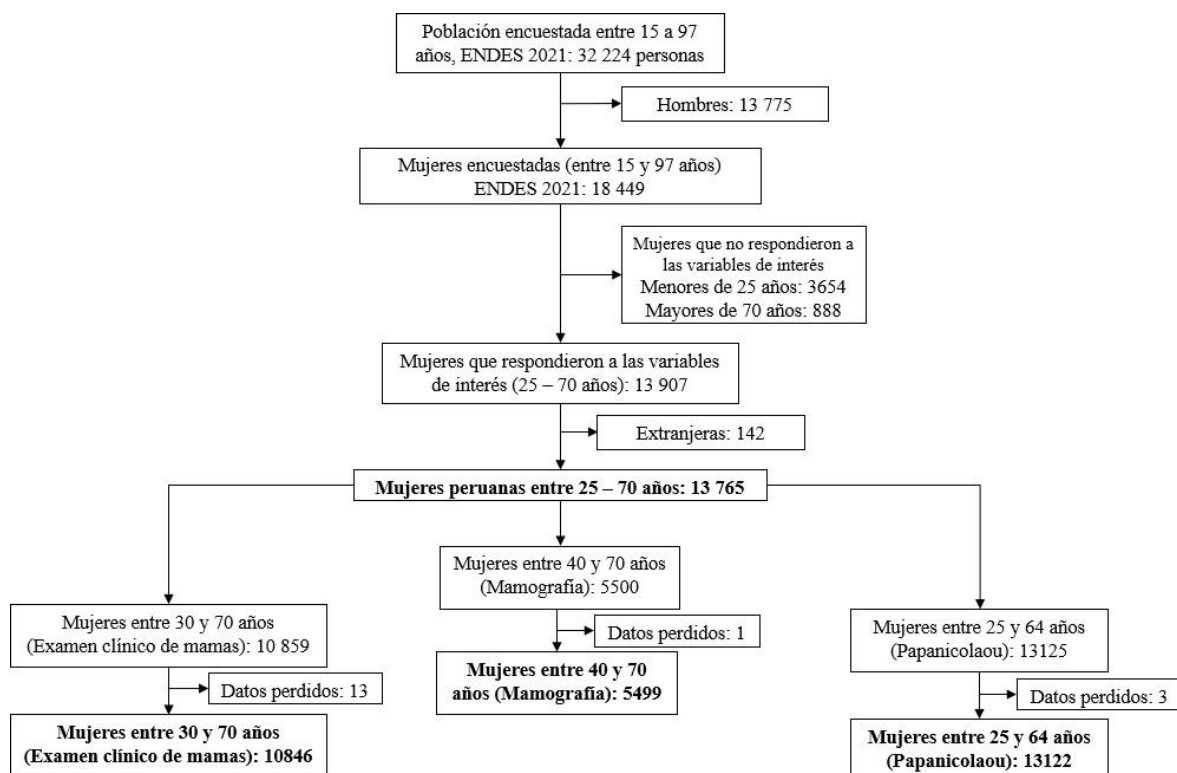 Población encuestada entre 15 a 97
años, ENDES 2021: 32 224 personas
Hombres: 13 775
Mujeres encuestadas (entre 15 y 97 años)
ENDES 2021: 18 449
Mujeres que no respondieron a
las variables de interés
Menores de 25 años: 3654
Mayores de 70 años: 888
Mujeres que respondieron a las variables
de interés (25 – 70 años): 13 907
Extranjeras: 142
Mujeres peruanas entre 25 – 70 años: 13 765
Mujeres entre 30 y 70 años
(Examen clínico de mamas): 10 859
Datos perdidos: 13
Mujeres entre 30 y 70 años
(Examen clínico de mamas): 10846
Mujeres entre 40 y 70 años
(Mamografía): 5500
Datos perdidos: 1
Mujeres entre 40 y 70
años (Mamografía): 5499
Mujeres entre 25 y 64 años
(Papanicolaou): 13125
Datos perdidos: 3
Mujeres entre 25 y 64 años
(Papanicolaou): 13122